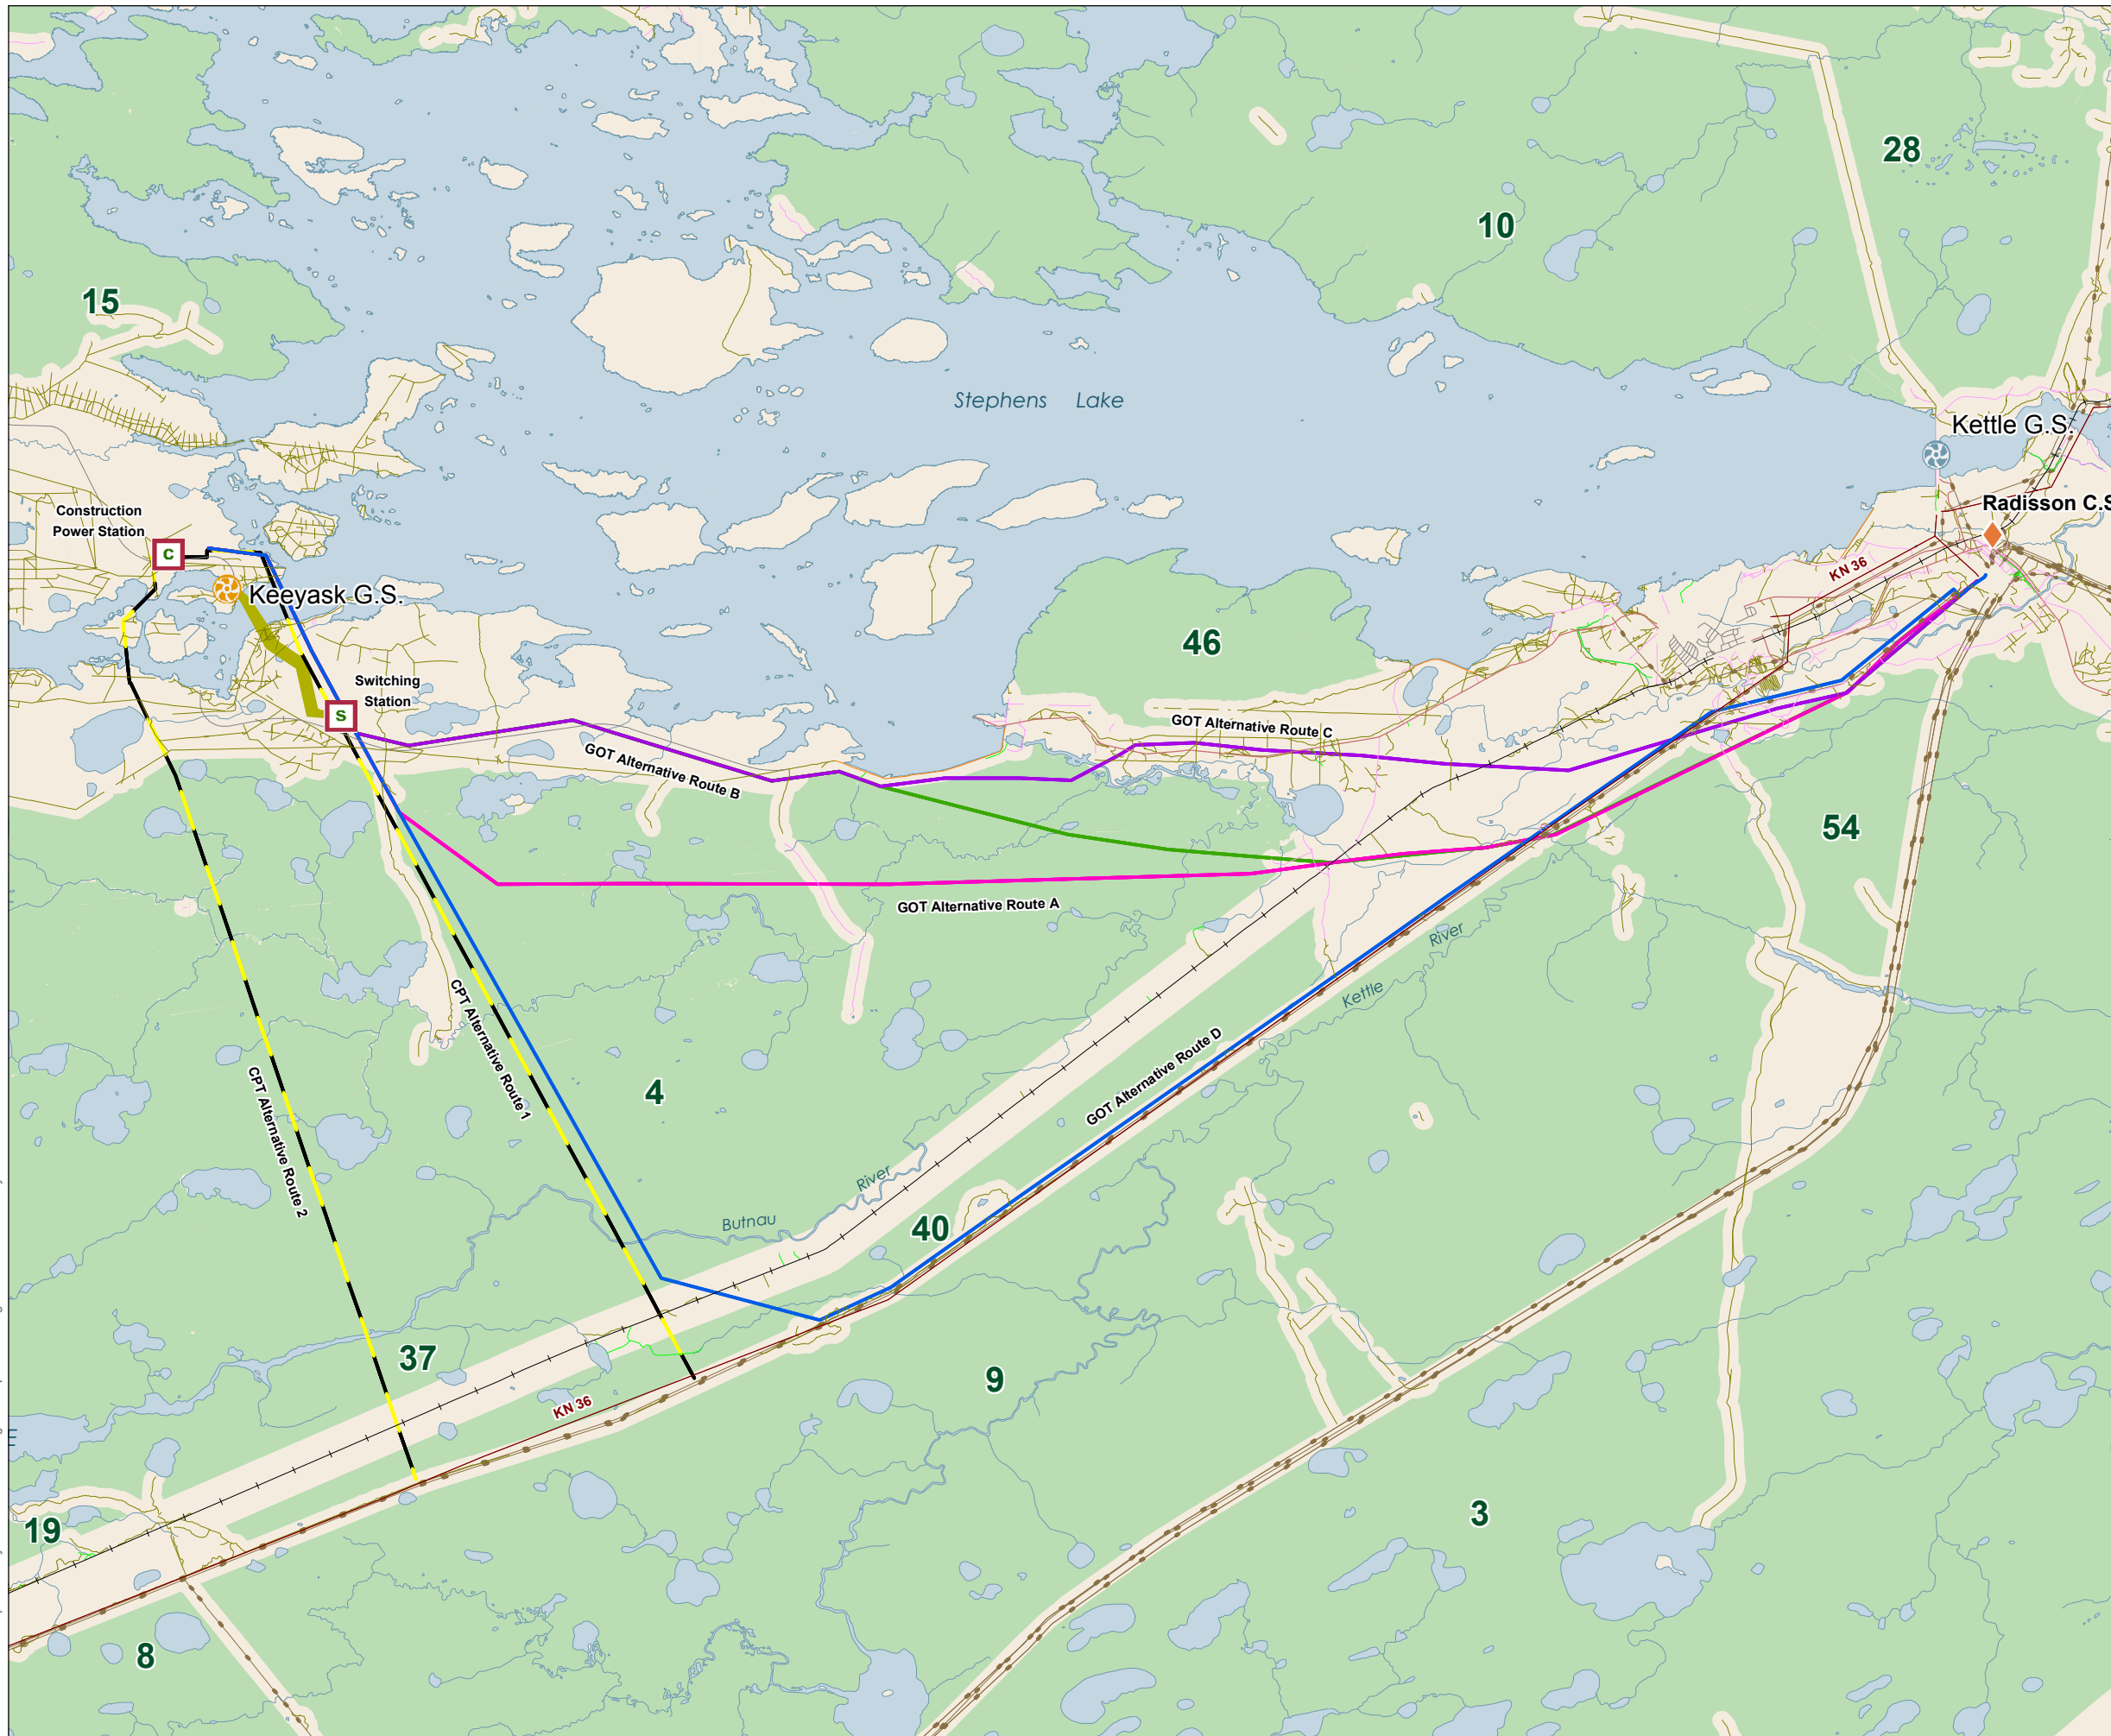 28
10
15
Stephens Lake
Kettle G.S.
Radisson C.S
Construction
Power Station
C
KN 36
Keeyask G.S.
46
Switching
Station
S
GOT Alternative Route C
GOT Alternative Route B
54
GOT Alternative Route A
River
Kettle
CPT Alternative Route 1
GOT Alternative Route D
4
CPT Alternative Route 2
River
Butnau
40
37
9
KN 36
E
3
19
8